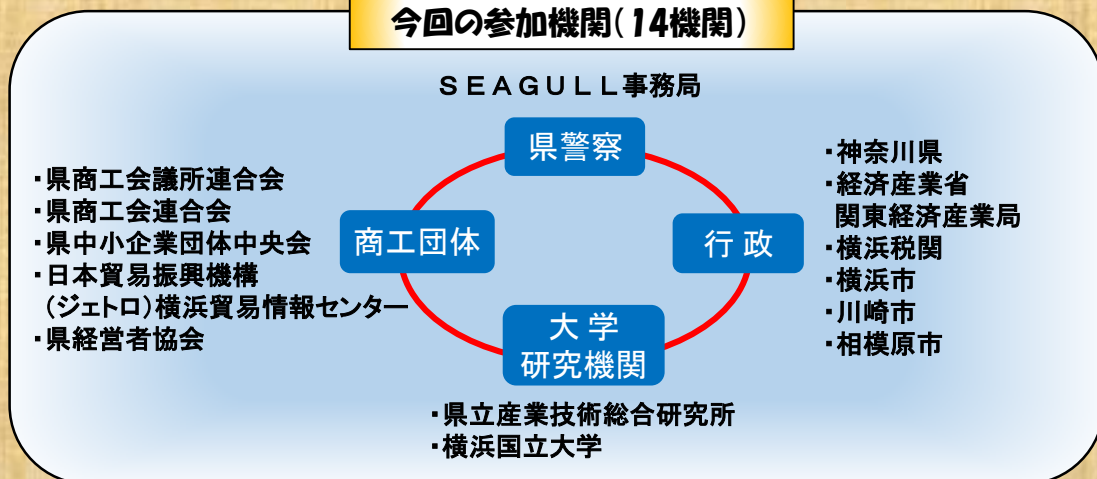 今回の参加機関(14機関)
SEAGULL事務局
県警察
・県商工会議所連合会
・県商工会連合会
・県中小企業団体中央会
・日本貿易振興機構
(ジェトロ)横浜貿易情報センター
・県経営者協会
商工団体
行政
・神奈川県
・経済産業省
関東経済産業局
・横浜税関
・横浜市
・川崎市
・相模原市
大学
研究機関
・県立産業技術総合研究所
・横浜国立大学